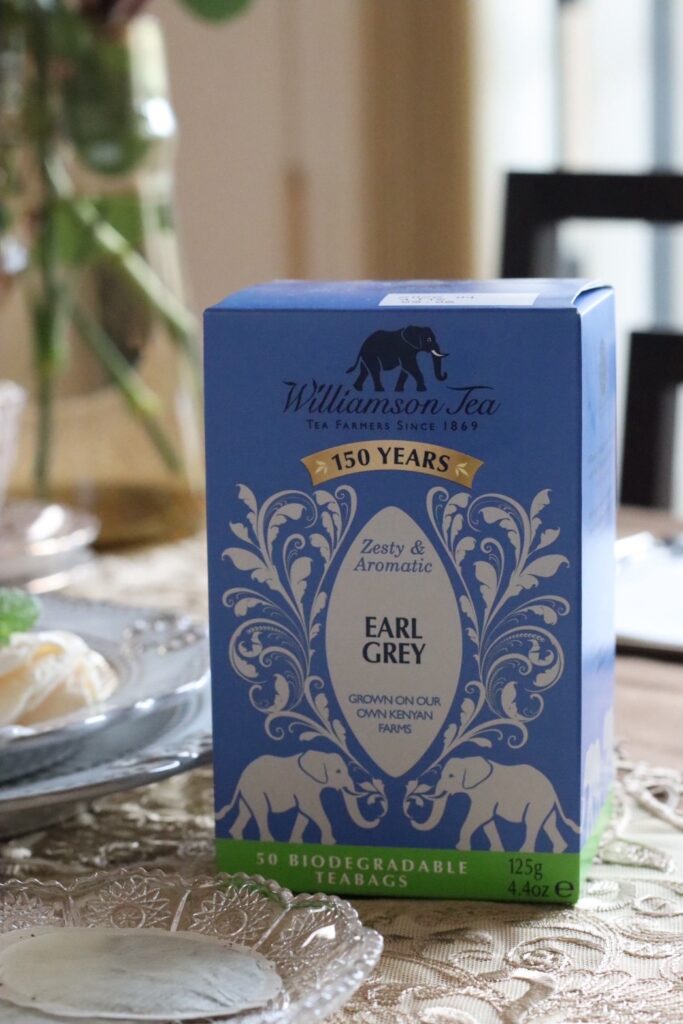 Williamson Tea
TEA FARMERS SINCE 1869
150 YEARS
Zesty &
Aromatic
EARL
GREY
GROWN ON OUR
OWN KENYAN
FARMS
50 BIODEGRADABLE
TEABAGS
125g
4.4oz e